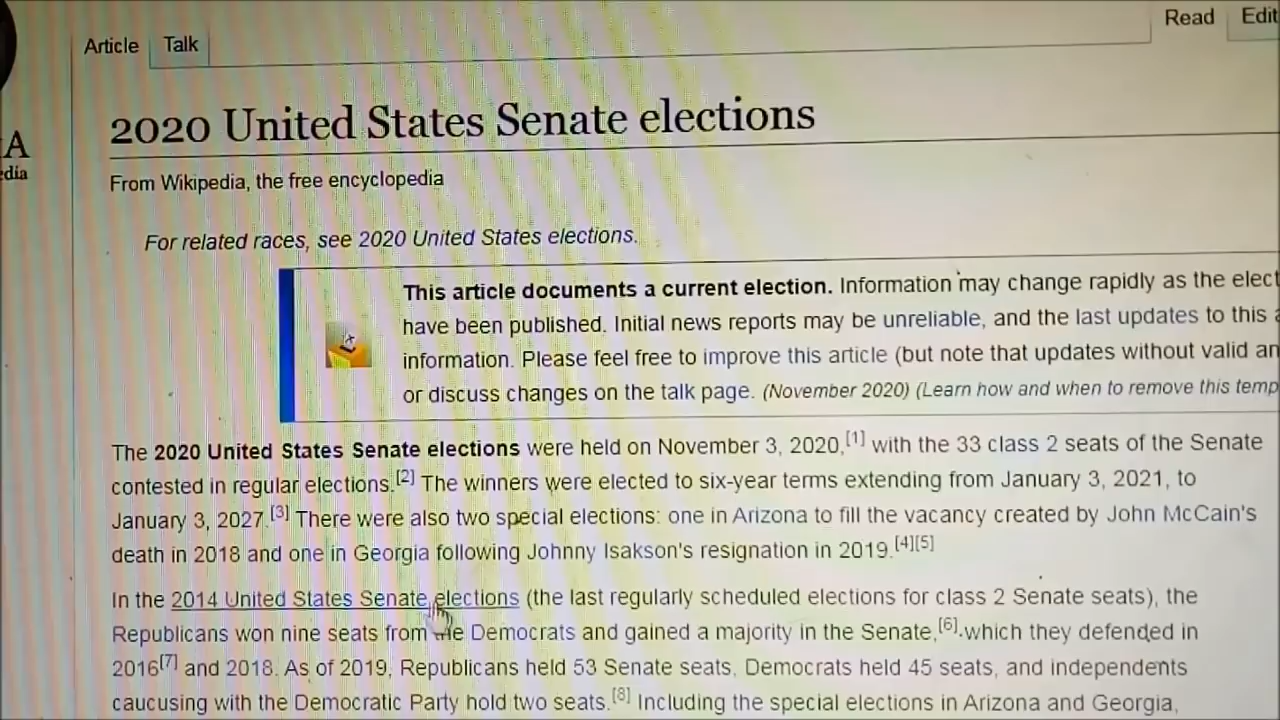 Read Edit
Article Talk
A
edia
2020 United States Senate elections
From Wikipedia, the free encyclopedia
For related races, see 2020 United States elections.
This article documents a current election. Information may change rapidly as the elect
have been published. Initial news reports may be unreliable, and the last updates to this a
information. Please feel free to improve this article (but note that updates without valid an
or discuss changes on the talk page. (November 2020) (Learn how and when to remove this temp
The 2020 United States Senate elections were held on November 3, 2020,[1] with the 33 class 2 seats of the Senate
contested in regular elections.[2] The winners were elected to six-year terms extending from January 3, 2021, to
January 3, 2027.[3] There were also two special elections: one in Arizona to fill the vacancy created by John McCain's
death in 2018 and one in Georgia following Johnny Isakson's resignation in 2019.[4][5]
In the 2014 United States Senate elections (the last regularly scheduled elections for class 2 Senate seats), the
Republicans won nine seats from the Democrats and gained a majority in the Senate,[6] which they defended in
2016[7] and 2018. As of 2019, Republicans held 53 Senate seats, Democrats held 45 seats, and independents
caucusing with the Democratic Party hold two seats.[8] Including the special elections in Arizona and Georgia,